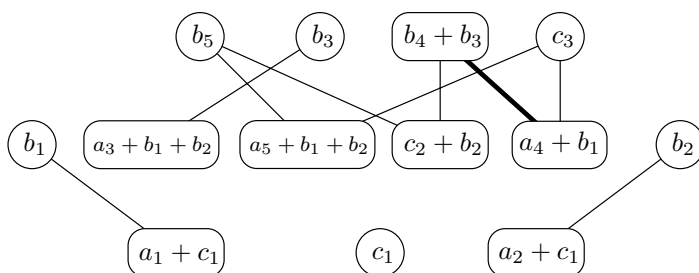 b₅ b₃ b₄ + b₃ c₃
b₁ a₃ + b₁ + b₂ a₅ + b₁ + b₂ c₂ + b₂ a₄ + b₁ b₂
a₁ + c₁ c₁ a₂ + c₁